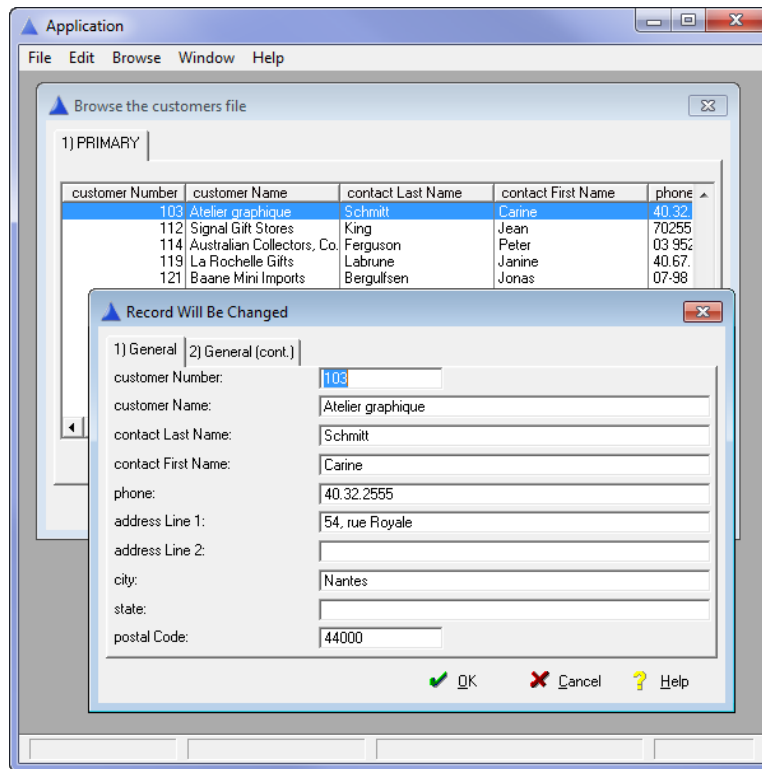 Application
File Edit Browse Window Help
Browse the customers file
1) PRIMARY
customer Number customer Name contact Last Name contact First Name phone
103 Atelier graphique Schmitt Carine 40.32.
112 Signal Gift Stores King Jean 70255
114 Australian Collectors, Co. Ferguson Peter 03 952
119 La Rochelle Gifts Labrune Janine 40.67.
121 Baane Mini Imports Bergulfsen Jonas 07-98
Record Will Be Changed
1) General 2) General (cont.)
customer Number: 103
customer Name: Atelier graphique
contact Last Name: Schmitt
contact First Name: Carine
phone: 40.32.2555
address Line 1: 54, rue Royale
address Line 2:
city: Nantes
state:
postal Code: 44000
OK Cancel Help